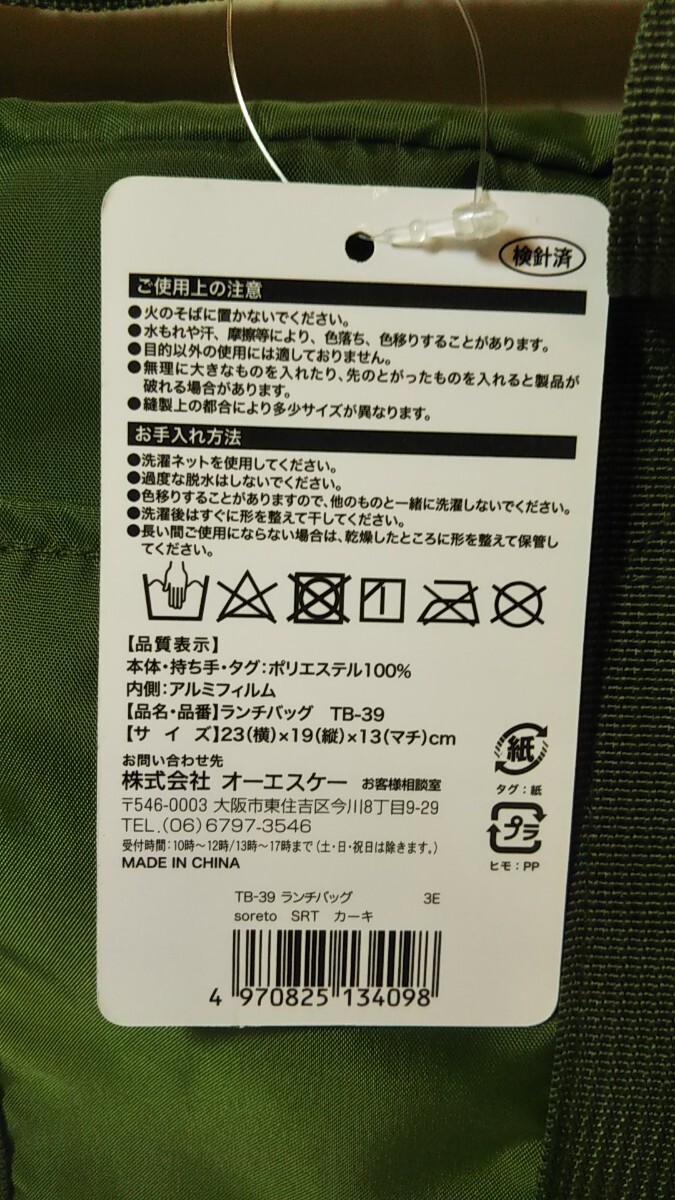 検針済
ご使用上の注意
●火のそばに置かないでください。
●水もれや汗、摩擦等により、色落ち、色移りすることがあります。
●目的以外の使用には適しておりません。
●無理に大きなものを入れたり、先のとがったものを入れると製品が
破れる場合があります。
●縫製上の都合により多少サイズが異なります。
お手入れ方法
●洗濯ネットを使用してください。
●過度な脱水はしないでください。
●色移りすることがありますので、他のものと一緒に洗濯しないでください。
●洗濯後はすぐに形を整えて干してください。
●長い間ご使用にならない場合は、乾燥したところに形を整えて保管し
てください。
【品質表示】
本体・持ち手・タグ:ポリエステル100%
内側:アルミフィルム
【品名・品番】ランチバッグ TB-39
【サ イ ズ】23(横)×19(縦)×13(マチ)cm
お問い合わせ先
株式会社 オーエスケー お客様相談室
〒546-0003 大阪市東住吉区今川8丁目9-29
TEL.(06)6797-3546
受付時間:10時〜12時/13時〜17時まで(土・日・祝日は除きます。)
MADE IN CHINA
紙
タグ:紙
プラ
ヒモ:PP
TB-39 ランチバッグ 3E
soreto SRT カーキ
4 970825 134098